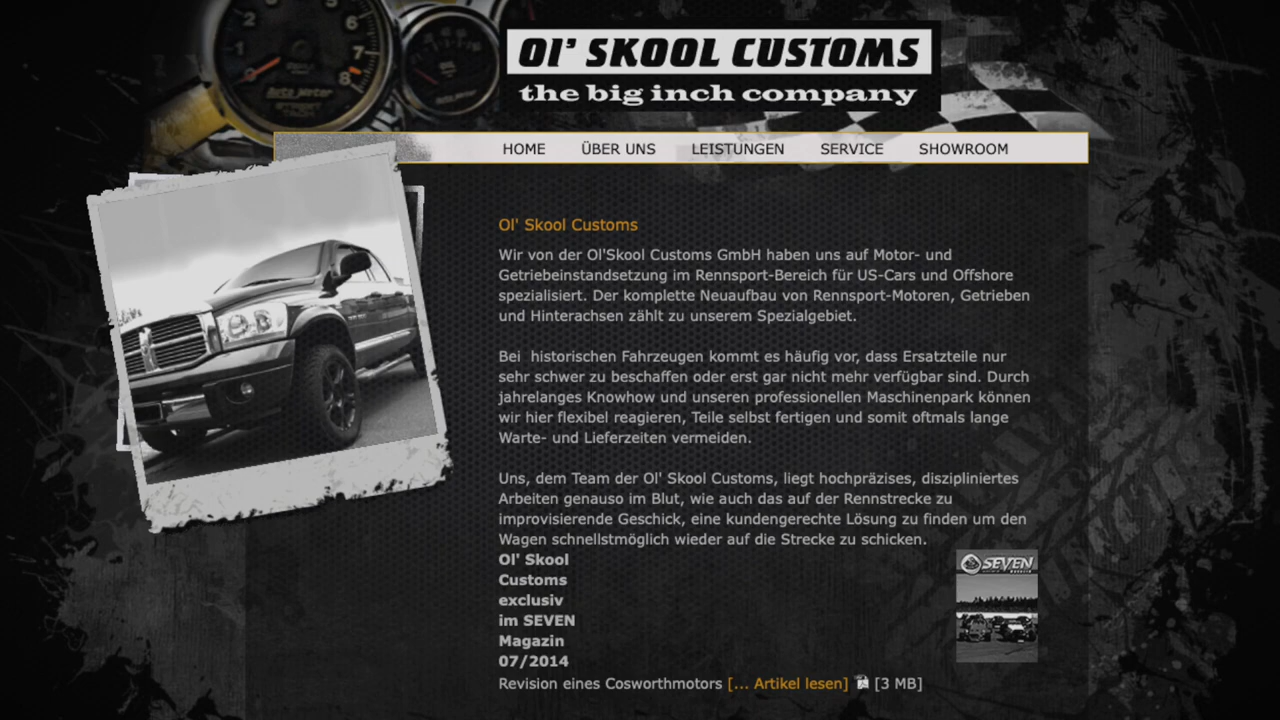 Ol' SKOOL CUSTOMS
the big inch company
HOME ÜBER UNS LEISTUNGEN SERVICE SHOWROOM
Ol' Skool Customs
Wir von der Ol'Skool Customs GmbH haben uns auf Motor- und
Getriebeinstandsetzung im Rennsport-Bereich für US-Cars und Offshore
spezialisiert. Der komplette Neuaufbau von Rennsport-Motoren, Getrieben
und Hinterachsen zählt zu unserem Spezialgebiet.
Bei  historischen Fahrzeugen kommt es häufig vor, dass Ersatzteile nur
sehr schwer zu beschaffen oder erst gar nicht mehr verfügbar sind. Durch
jahrelanges Knowhow und unseren professionellen Maschinenpark können
wir hier flexibel reagieren, Teile selbst fertigen und somit oftmals lange
Warte- und Lieferzeiten vermeiden.
Uns, dem Team der Ol' Skool Customs, liegt hochpräzises, diszipliniertes
Arbeiten genauso im Blut, wie auch das auf der Rennstrecke zu
improvisierende Geschick, eine kundengerechte Lösung zu finden um den
Wagen schnellstmöglich wieder auf die Strecke zu schicken.
Ol' Skool
Customs
exclusiv
im SEVEN
Magazin
07/2014
SEVEN
Revision eines Cosworthmotors [... Artikel lesen] [3 MB]